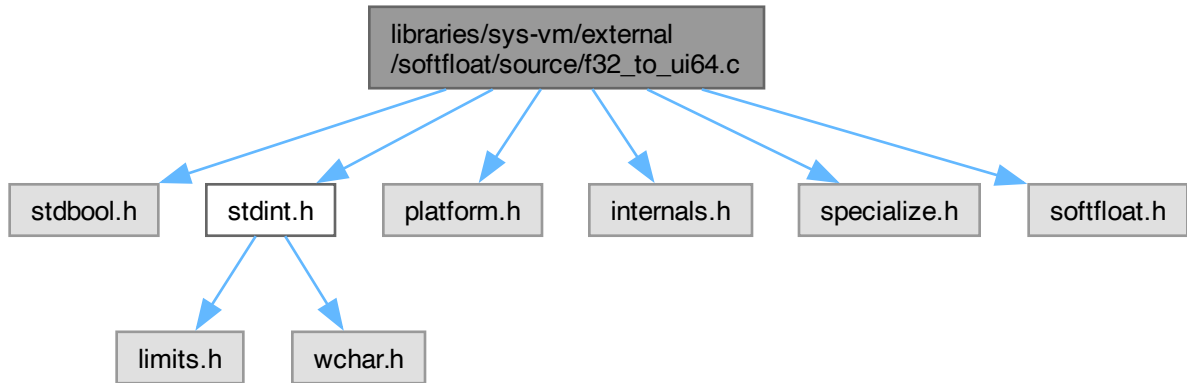 libraries/sys-vm/external
/softfloat/source/f32_to_ui64.c
stdbool.h
stdint.h
platform.h
internals.h
specialize.h
softfloat.h
limits.h
wchar.h